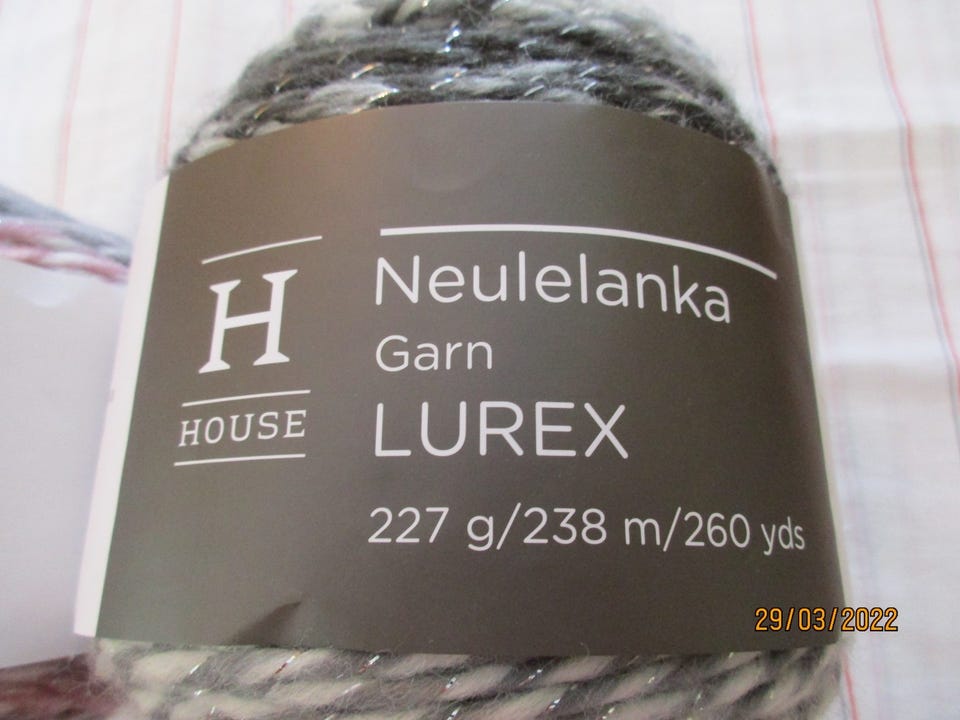 H
HOUSE
Neulelanka
Garn
LUREX
227 g/238 m/260 yds
29/03/2022